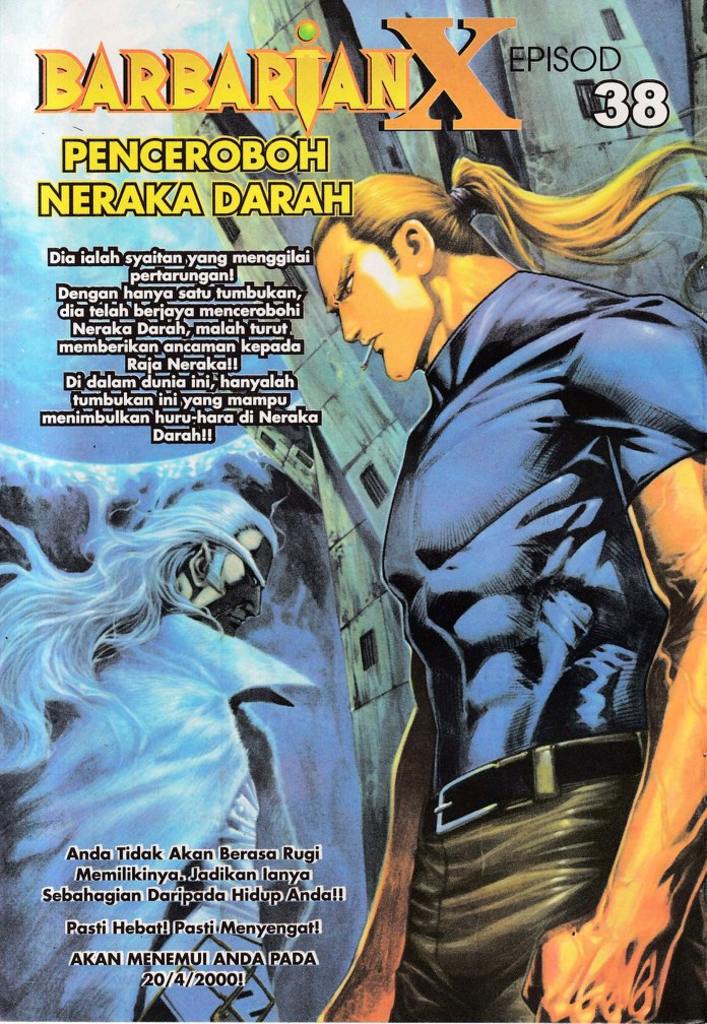 BARBARIAN X
EPISOD
38
PENCEROBOH
NERAKA DARAH
Dia ialah syaitan yang menggilai
pertarungan!
Dengan hanya satu tumbukan,
dia telah berjaya mencerobohi
Neraka Darah, malah turut
memberikan ancaman kepada
Raja Neraka!!
Di dalam dunia ini, hanyalah
tumbukan ini yang mampu
menimbulkan huru-hara di Neraka
Darah!!
Anda Tidak Akan Berasa Rugi
Memilikinya. Jadikan Ianya
Sebahagian Daripada Hidup Anda!!
Pasti Hebat! Pasti Menyengat!
AKAN MENEMUI ANDA PADA
20/4/2000!